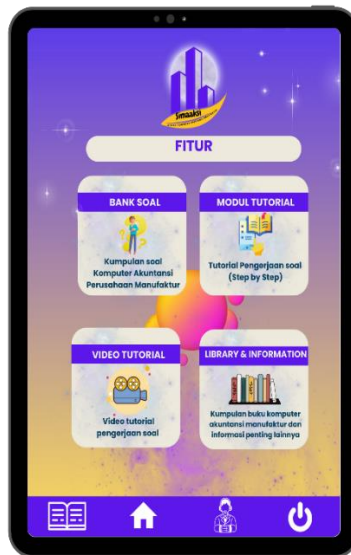 Simaaksi
FITUR
BANK SOAL
Kumpulan soal
Komputer Akuntansi
Perusahaan Manufaktur
MODUL TUTORIAL
Tutorial Pengerjaan soal
(Step by Step)
VIDEO TUTORIAL
Video tutorial
pengerjaan soal
LIBRARY & INFORMATION
Kumpulan buku komputer
akuntansi manufaktur dan
informasi penting lainnya